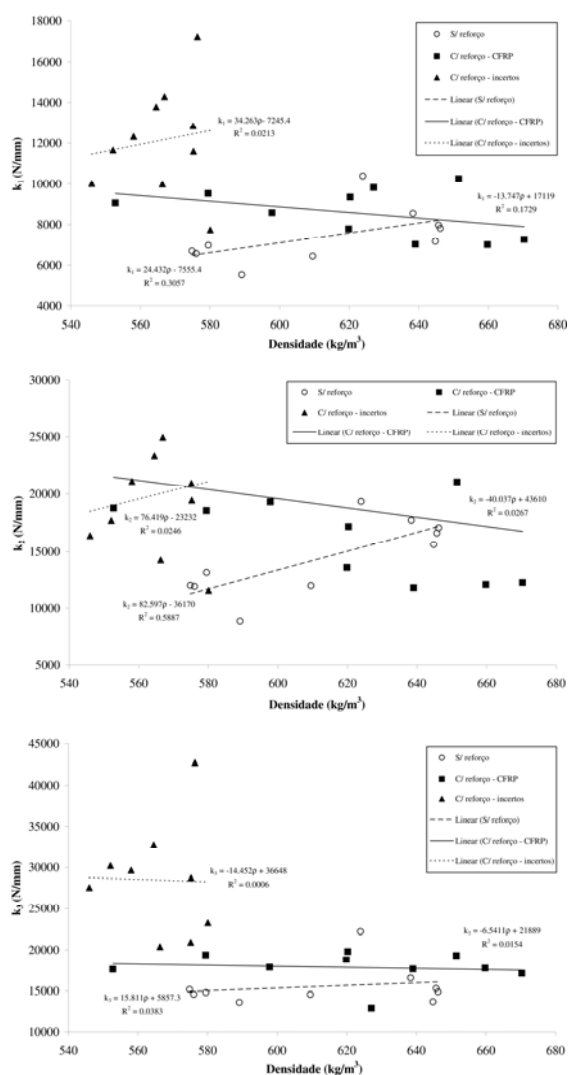 18000
16000
14000
12000
10000
8000
6000
4000
k1 (N/mm)
S/ reforço
C/ reforço - CFRP
C/ reforço - incertos
Linear (S/ reforço)
Linear (C/ reforço - CFRP)
Linear (C/ reforço - incertos)
k1 = 34.263ρ- 7245.4
R² = 0.0213
k1 =-13.747ρ + 17119
R² = 0.1729
k1 = 24.432ρ - 7555.4
R² = 0.3057
540 560 580 600 620 640 660 680
Densidade (kg/m³)
30000
25000
20000
15000
10000
5000
k2 (N/mm)
S/ reforço C/ reforço - CFRP
C/ reforço - incertos Linear (S/ reforço)
Linear (C/ reforço - CFRP) Linear (C/ reforço - incertos)
k2 = -40.037ρ + 43610
R² = 0.0267
k2 = 76.419ρ - 23232
R² = 0.0246
k2 = 82.597ρ - 36170
R² = 0.5887
540 560 580 600 620 640 660 680
Densidade (kg/m³)
45000
40000
35000
30000
25000
20000
15000
10000
k3 (N/mm)
S/ reforço
C/ reforço - CFRP
C/ reforço - incertos
Linear (S/ reforço)
Linear (C/ reforço - CFRP)
Linear (C/ reforço - incertos)
k3 = -14.452ρ + 36648
R² = 0.0006
k3 = -6.5411ρ + 21889
R² = 0.0154
k3 = 15.811ρ + 5857.3
R² = 0.0383
540 560 580 600 620 640 660 680
Densidade (kg/m³)